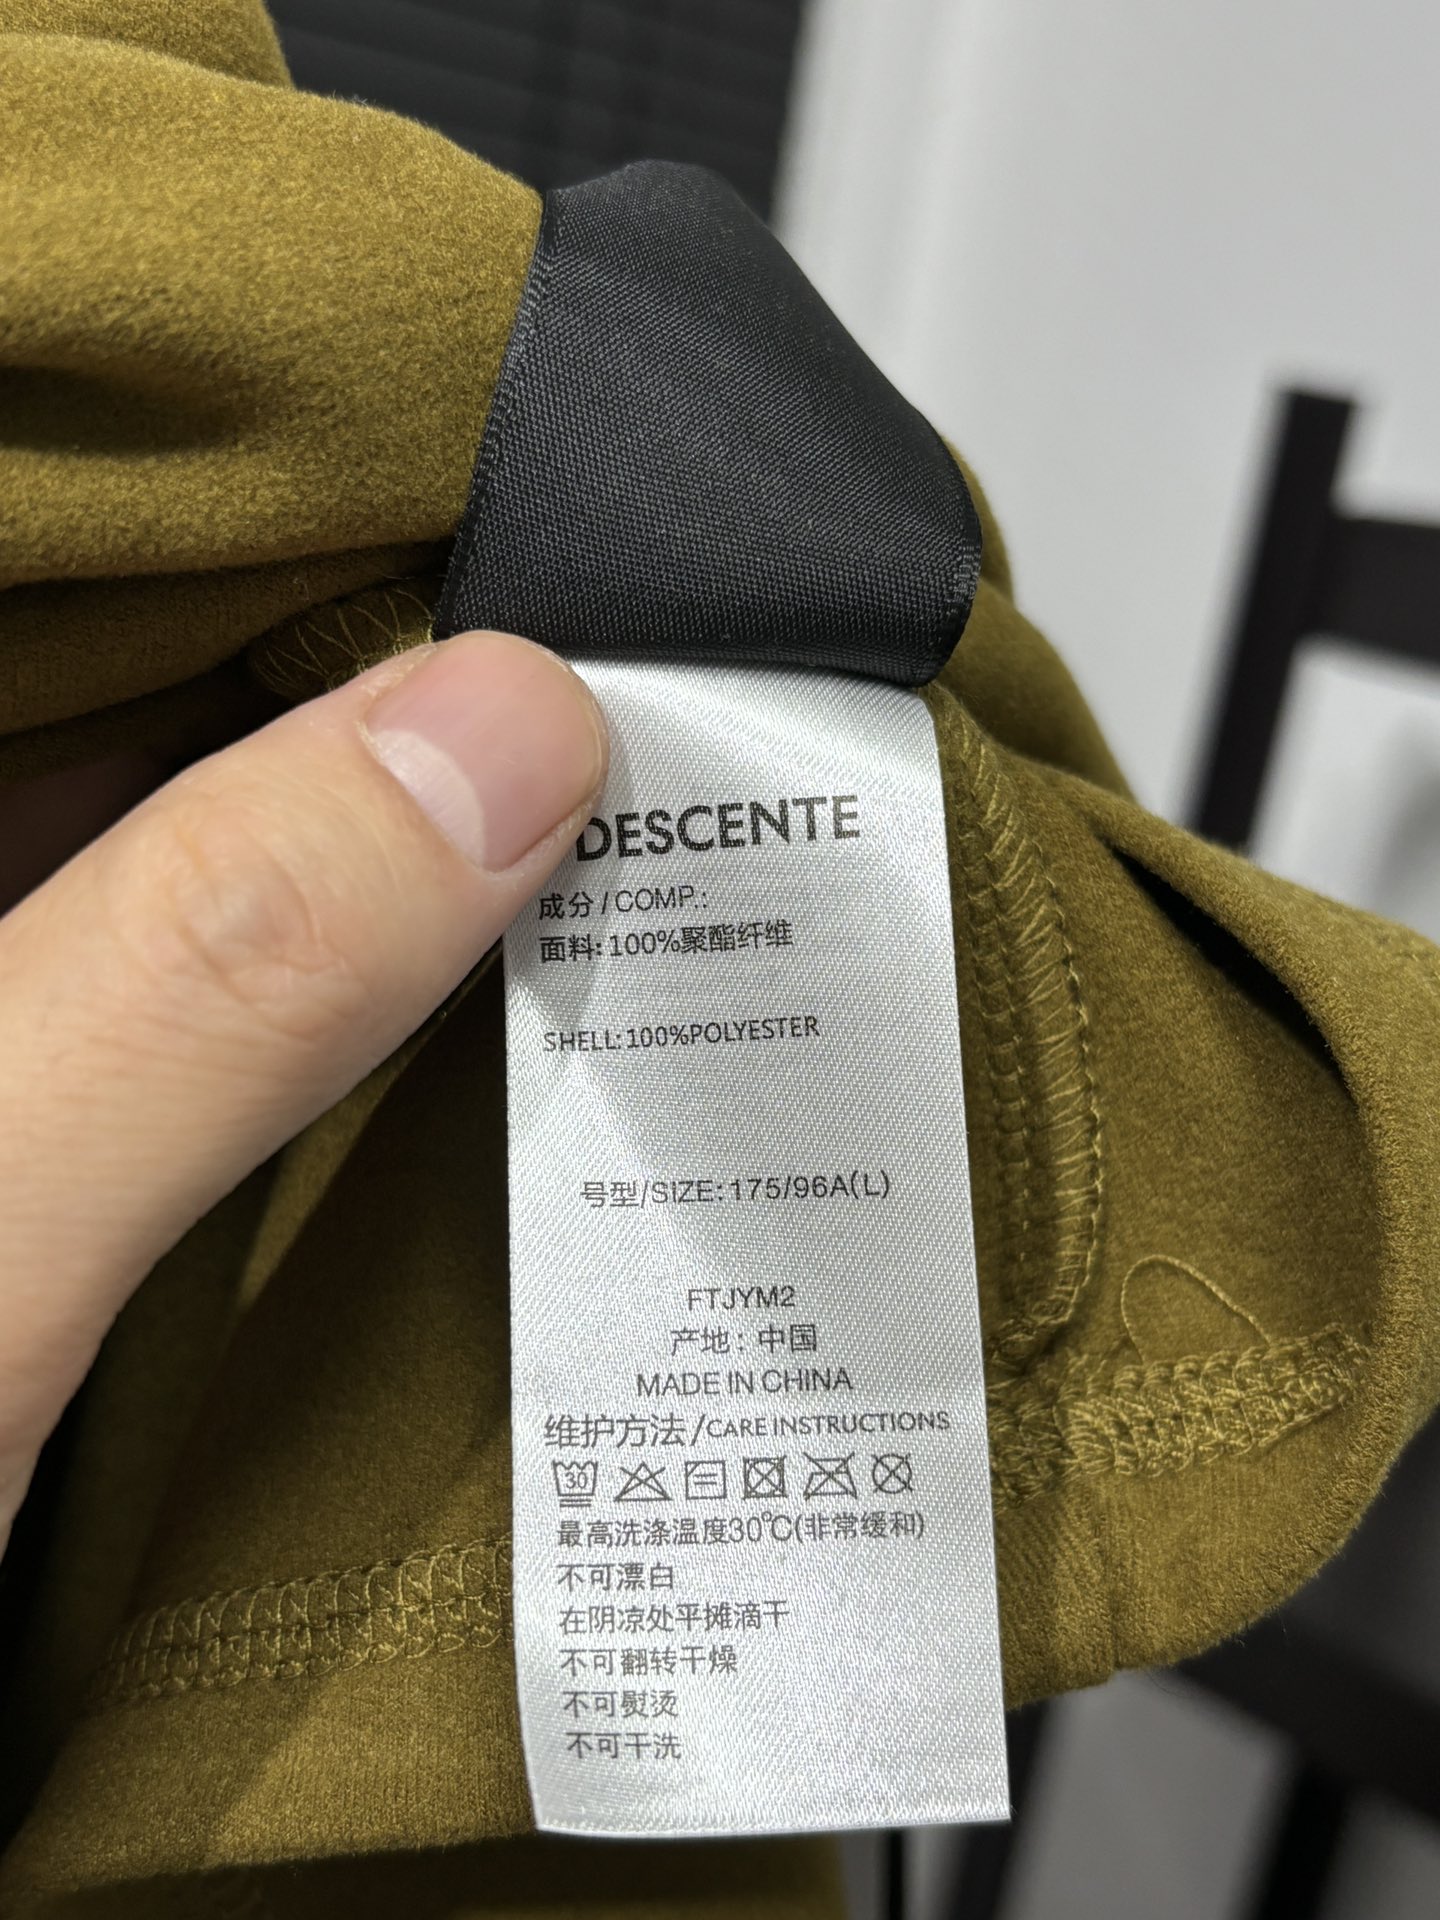 DESCENTE
成分/COMP.:
面料:100%聚酯纤维
SHELL:100%POLYESTER
号型/SIZE:175/96A(L)
FTJYM2
产地:中国
MADE IN CHINA
维护方法/CARE INSTRUCTIONS
30
最高洗涤温度30℃(非常缓和)
不可漂白
在阴凉处平摊滴干
不可翻转干燥
不可熨烫
不可干洗